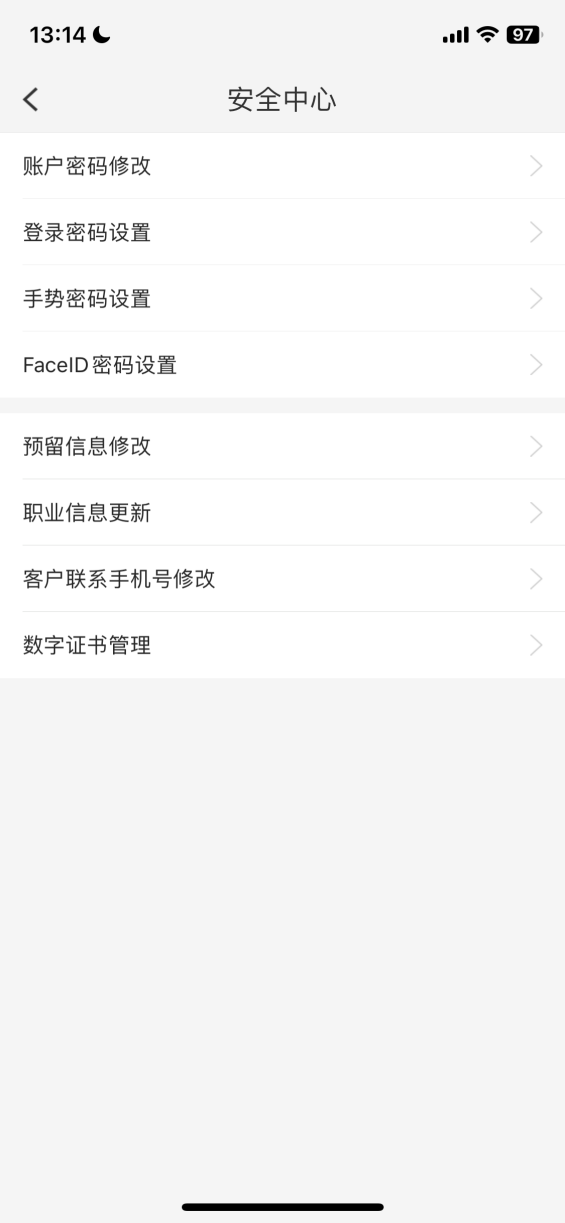 13:14
97
安全中心
账户密码修改
登录密码设置
手势密码设置
FaceID密码设置
预留信息修改
职业信息更新
客户联系手机号修改
数字证书管理